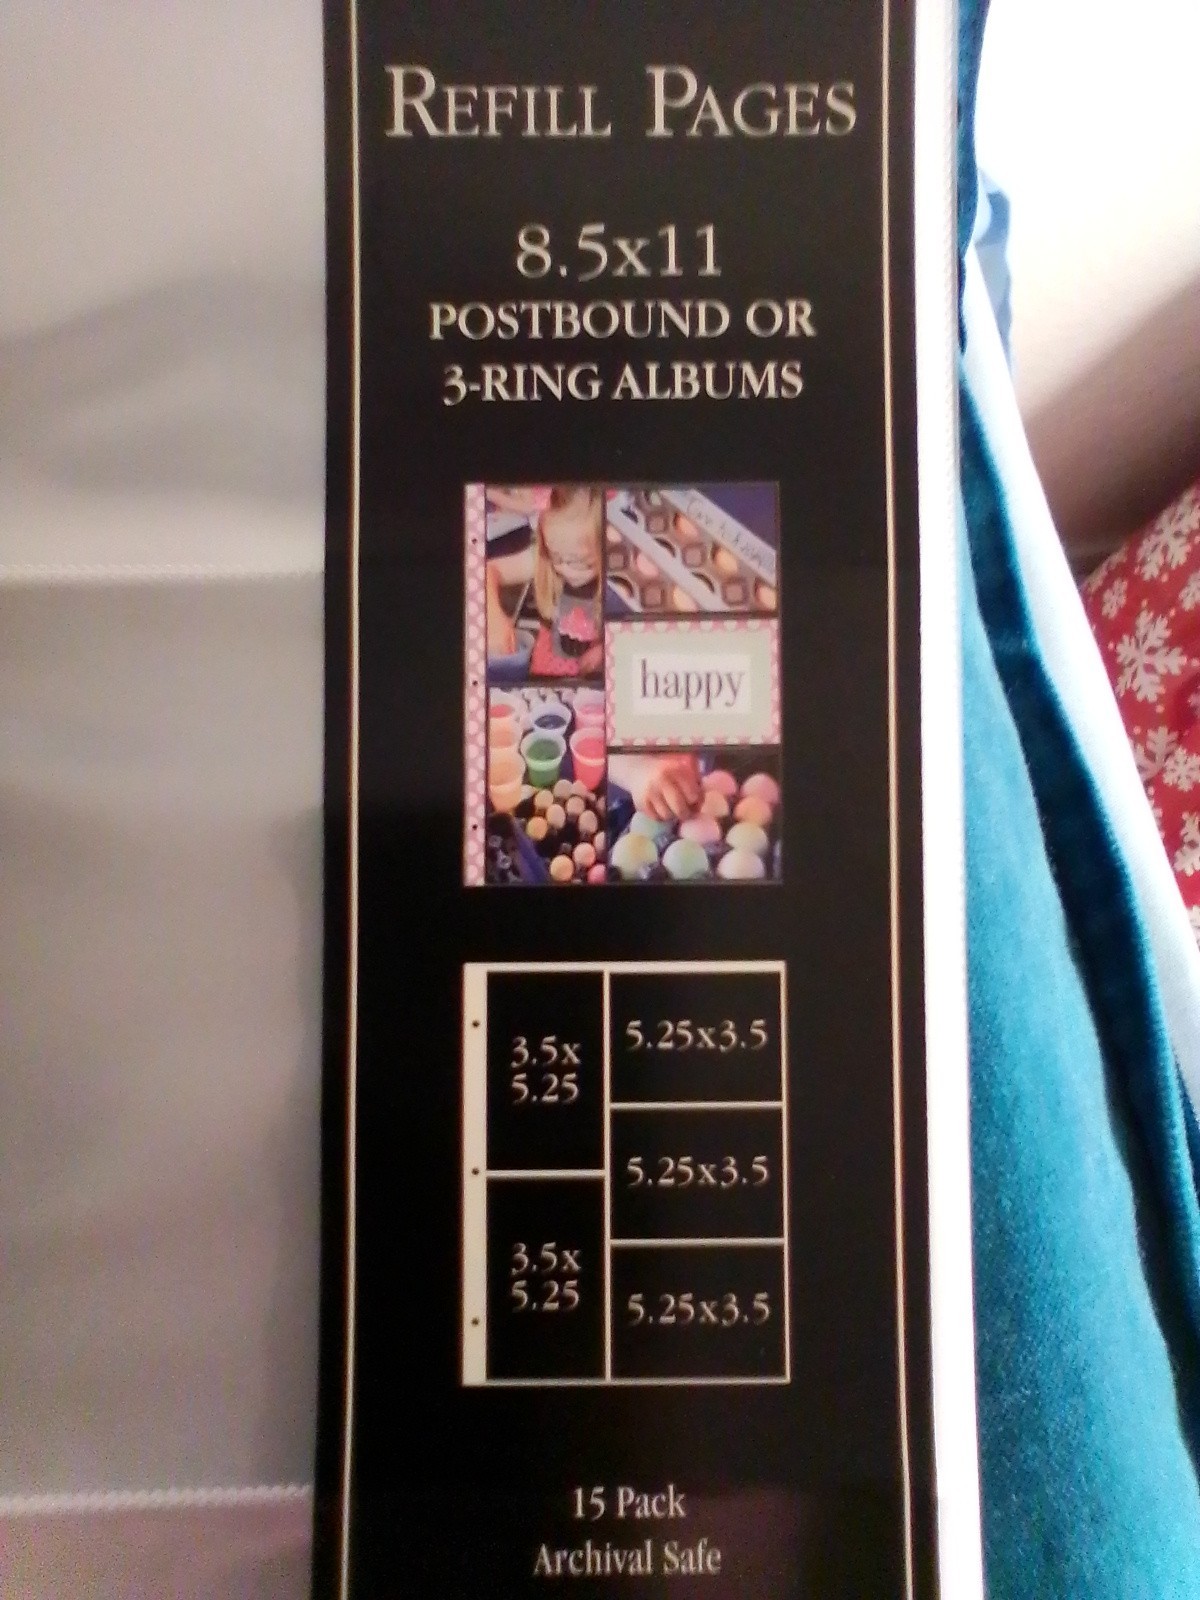 REFILL PAGES
8.5x11
POSTBOUND OR
3-RING ALBUMS
happy
3.5x
5.25
3.5x
5.25
5.25x3.5
5.25x3.5
5.25x3.5
15 Pack
Archival Safe